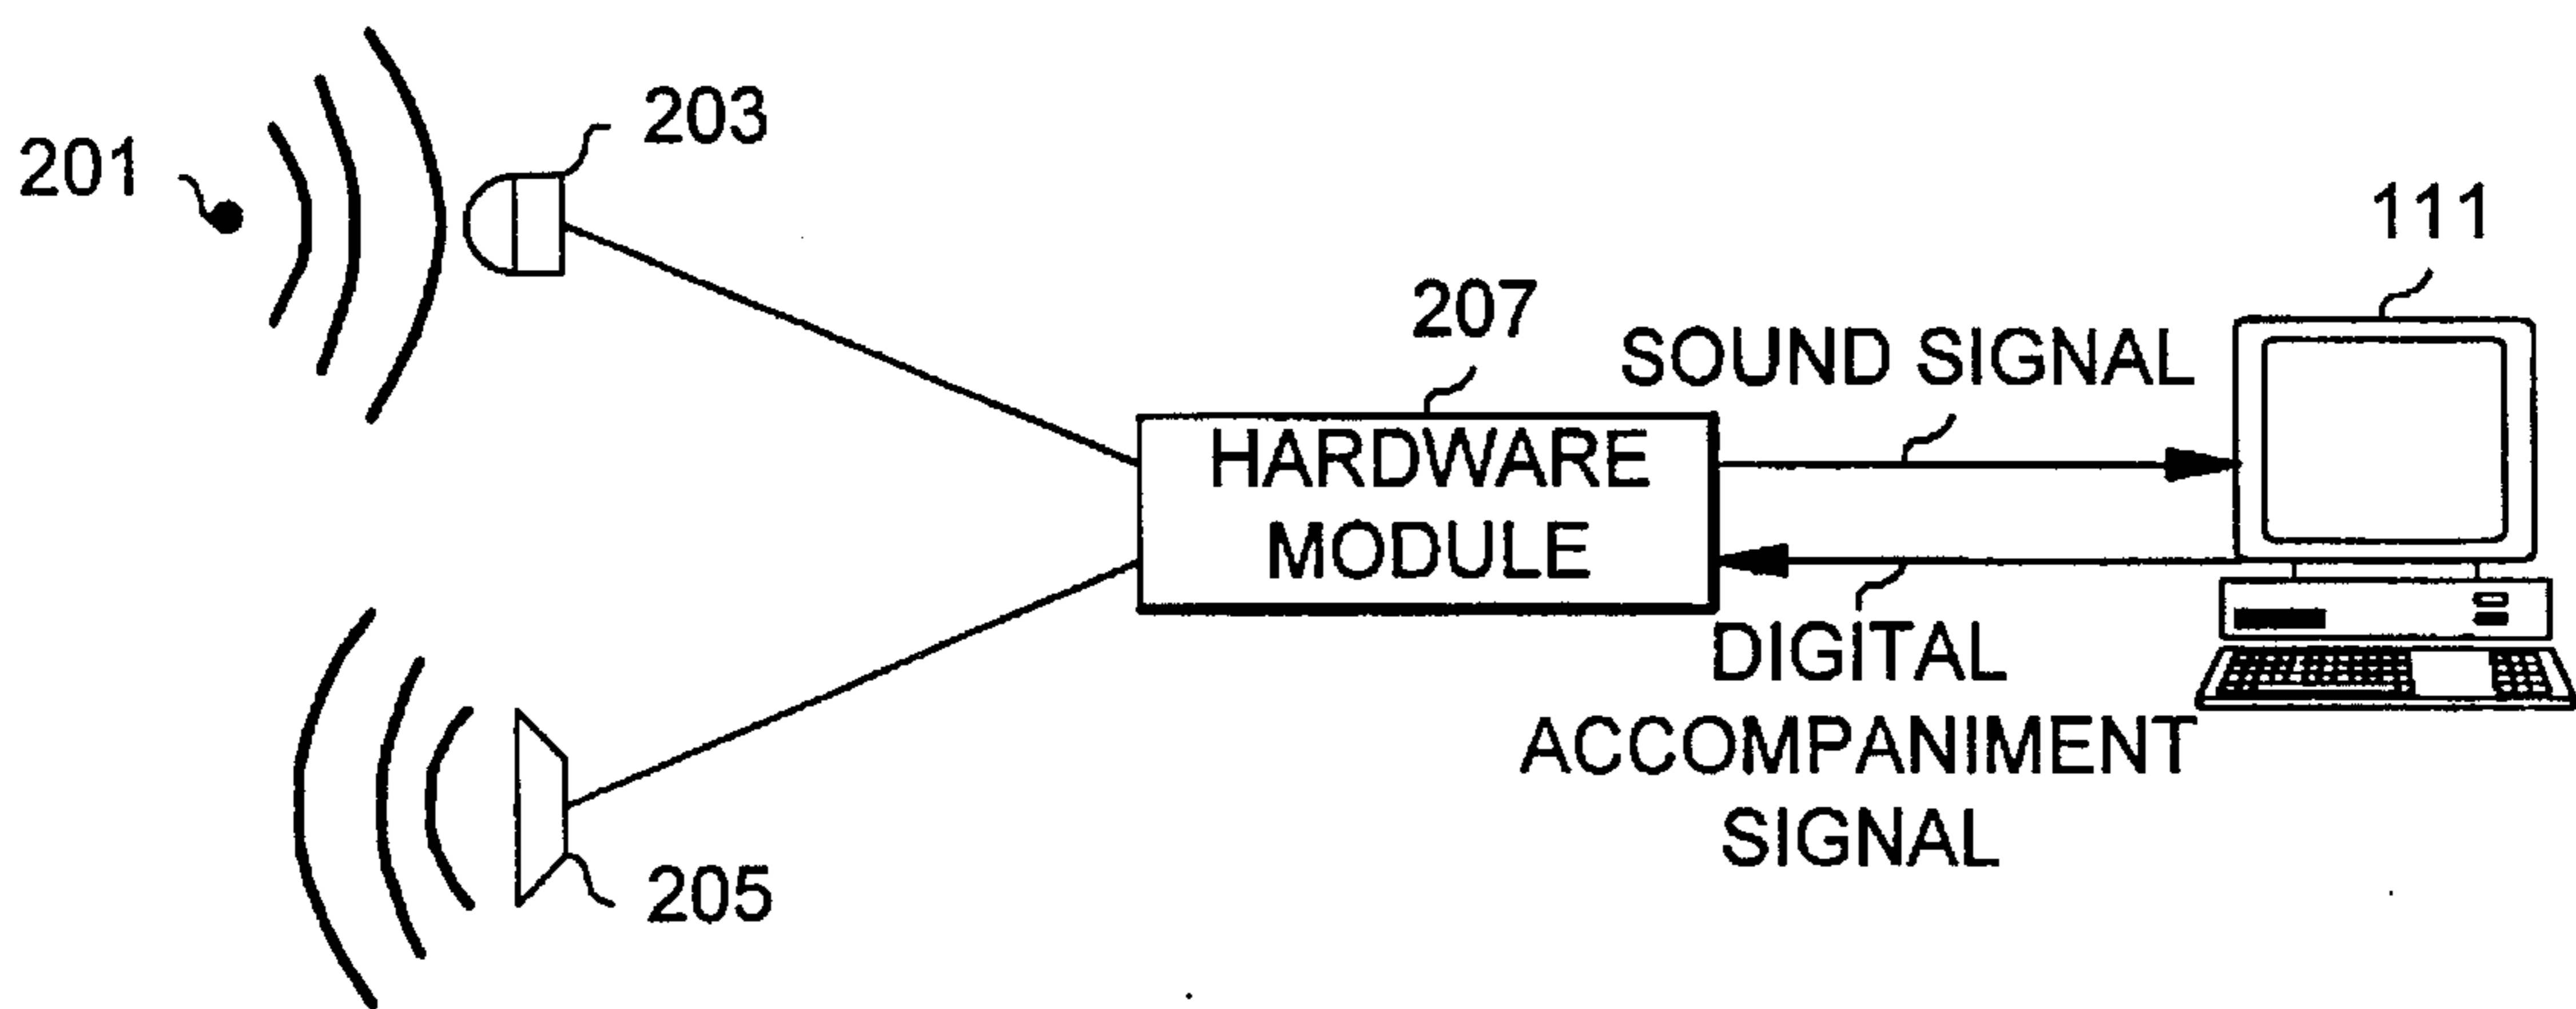 203
201
111
207
SOUND SIGNAL
HARDWARE
MODULE
DIGITAL
ACCOMPANIMENT
SIGNAL
205